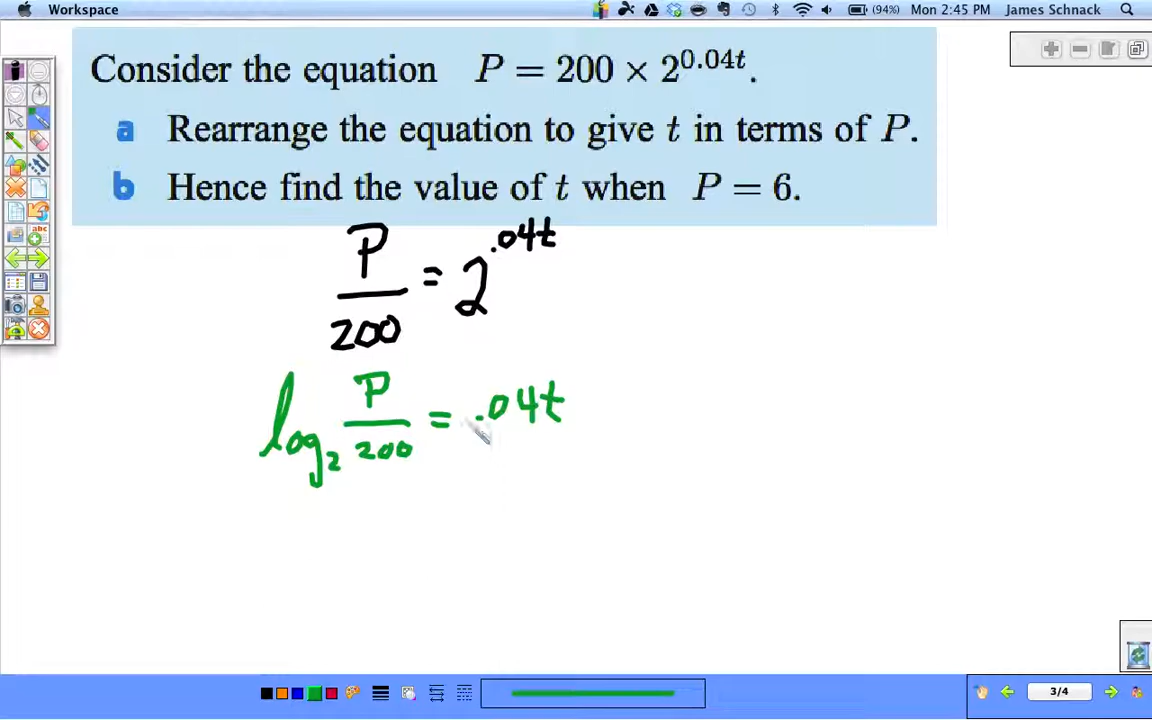 Workspace
(94%) Mon 2:45 PM James Schnack
Consider the equation P = 200 × 2^0.04t.
a Rearrange the equation to give t in terms of P.
b Hence find the value of t when P = 6.
P/200 = 2^.04t
log₂ P/200 = .04t
3/4